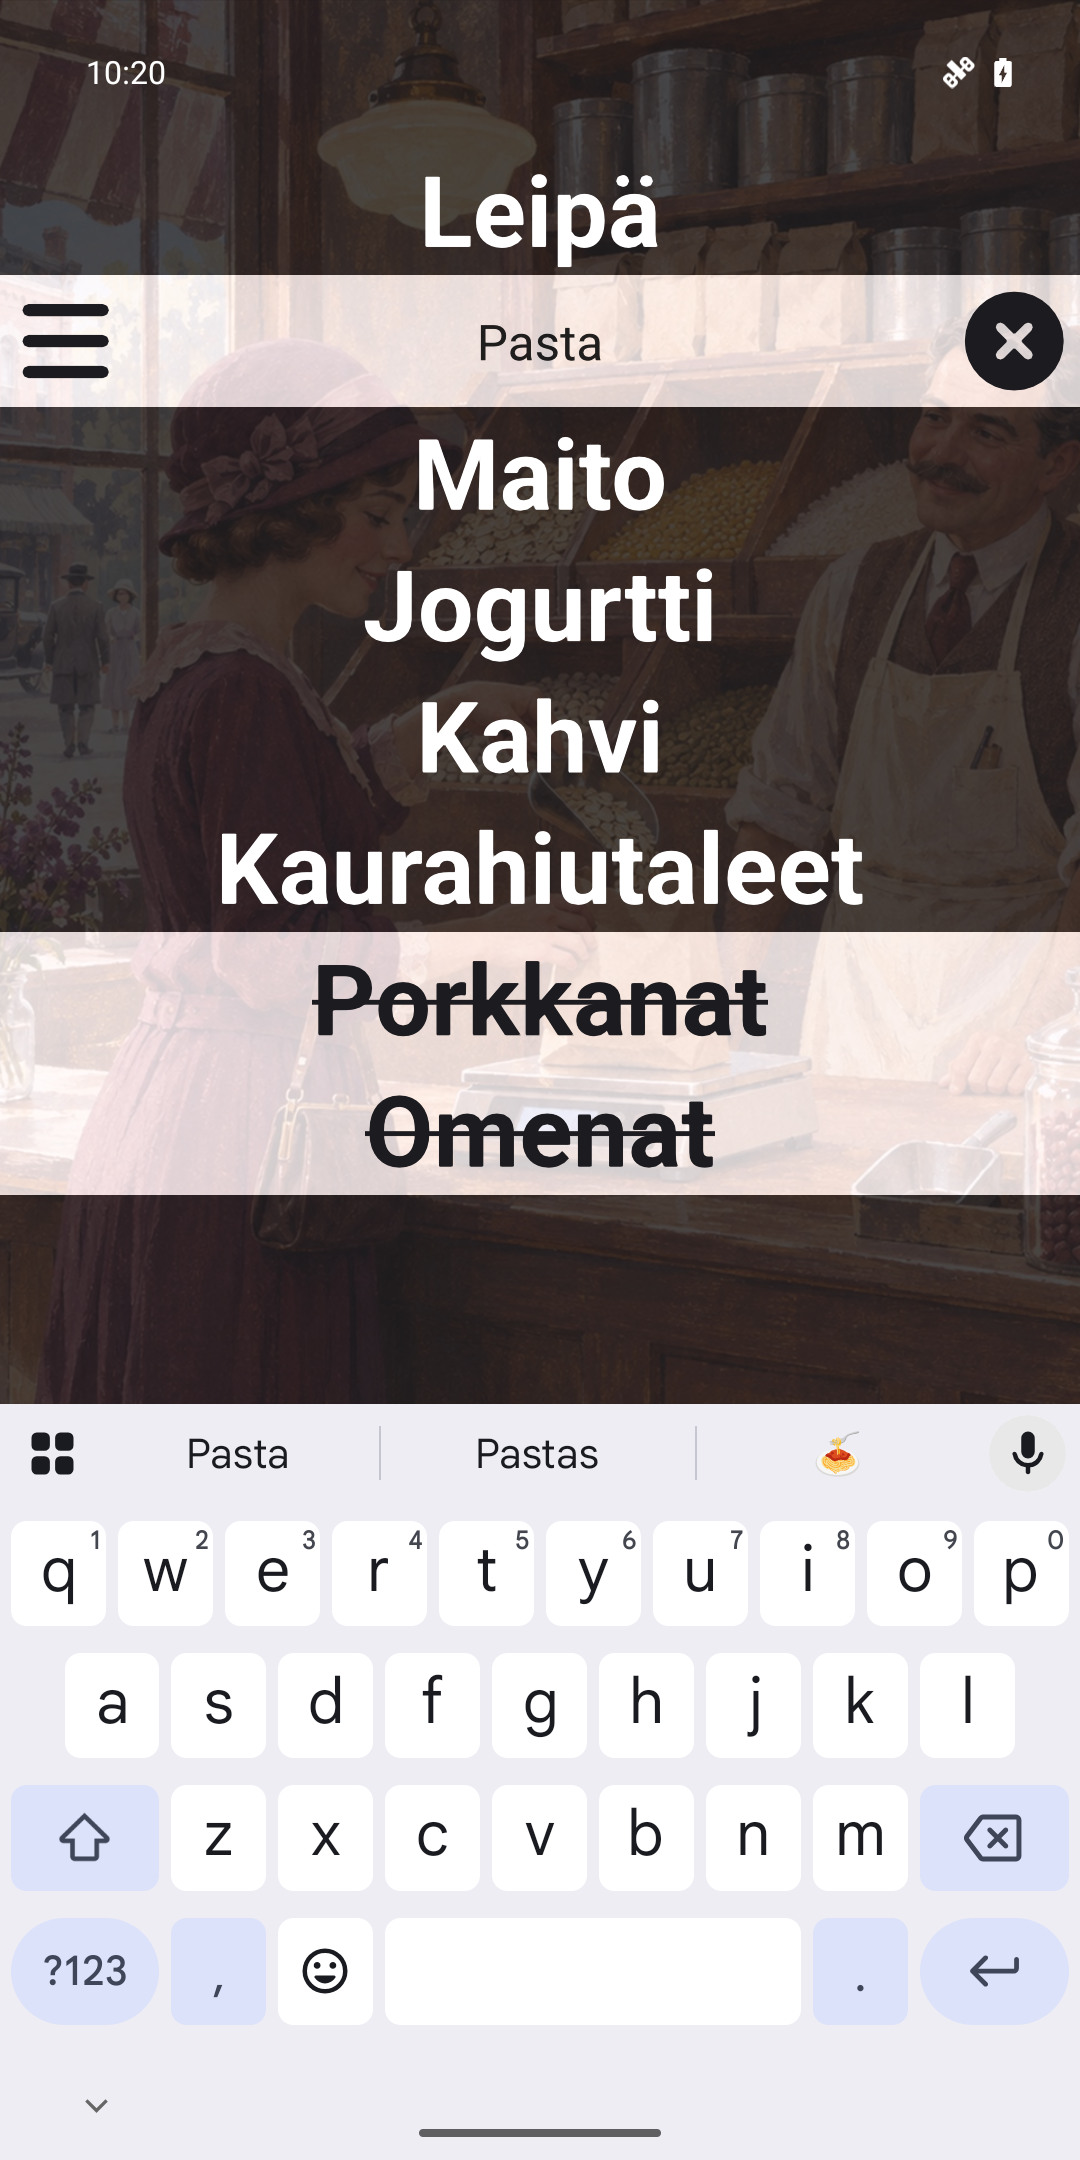 10:20
Leipä
Pasta
Maito
Jogurtti
Kahvi
Kaurahiutaleet
Porkkanat
Omenat
Pasta Pastas
q 1 w 2 e 3 r 4 t 5 y 6 u 7 i 8 o 9 p 0
a s d f g h j k l
z x c v b n m
?123 , .